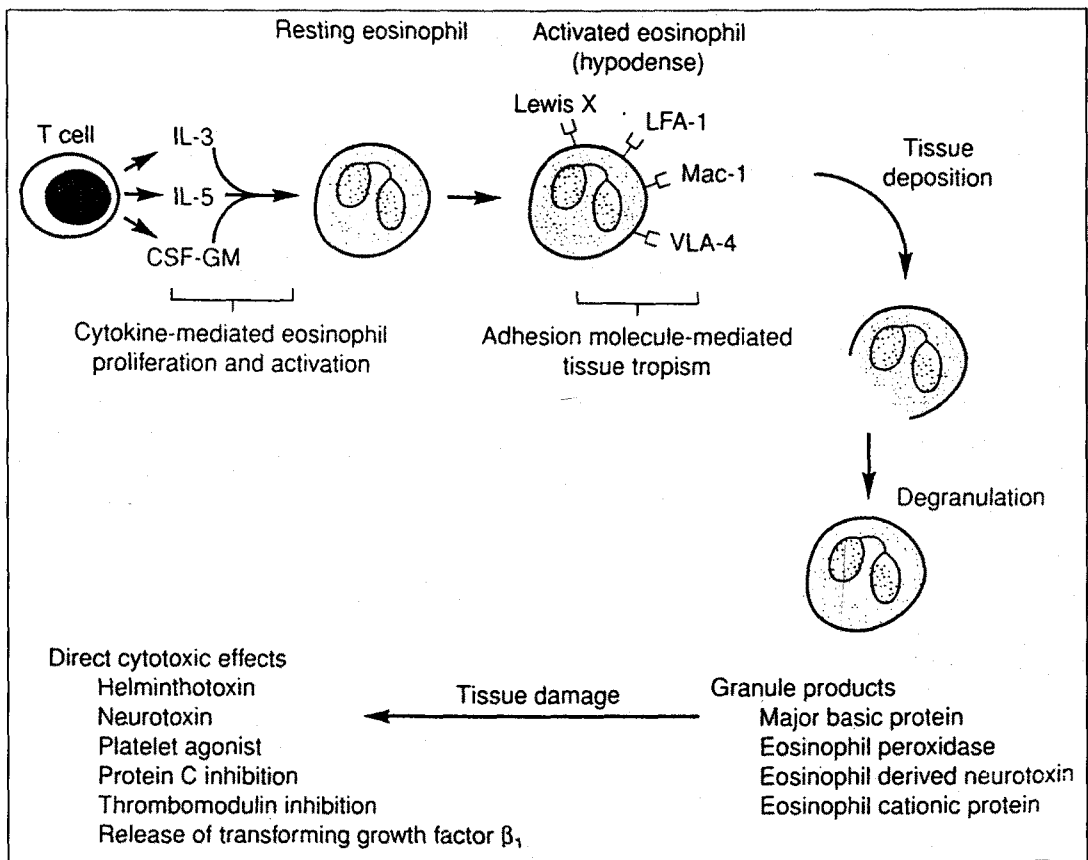 Resting eosinophil
Activated eosinophil
(hypodense)
Lewis X
LFA-1
Mac-1
VLA-4
T cell
IL-3
IL-5
CSF-GM
Tissue
deposition
Cytokine-mediated eosinophil
proliferation and activation
Adhesion molecule-mediated
tissue tropism
Degranulation
Direct cytotoxic effects
Helminthotoxin
Neurotoxin
Platelet agonist
Protein C inhibition
Thrombomodulin inhibition
Release of transforming growth factor β₁
Tissue damage
Granule products
Major basic protein
Eosinophil peroxidase
Eosinophil derived neurotoxin
Eosinophil cationic protein